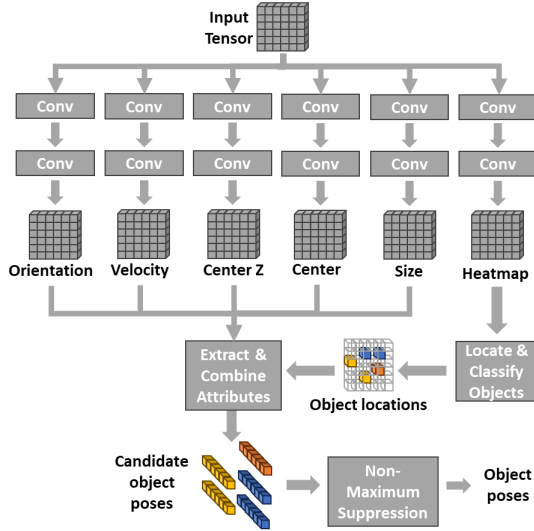 Input
Tensor
Conv Conv Conv Conv Conv Conv
Conv Conv Conv Conv Conv Conv
Orientation Velocity Center Z Center Size Heatmap
Extract &
Combine
Attributes
Object locations
Locate &
Classify
Objects
Candidate
object
poses
Non-
Maximum
Suppression
Object
poses